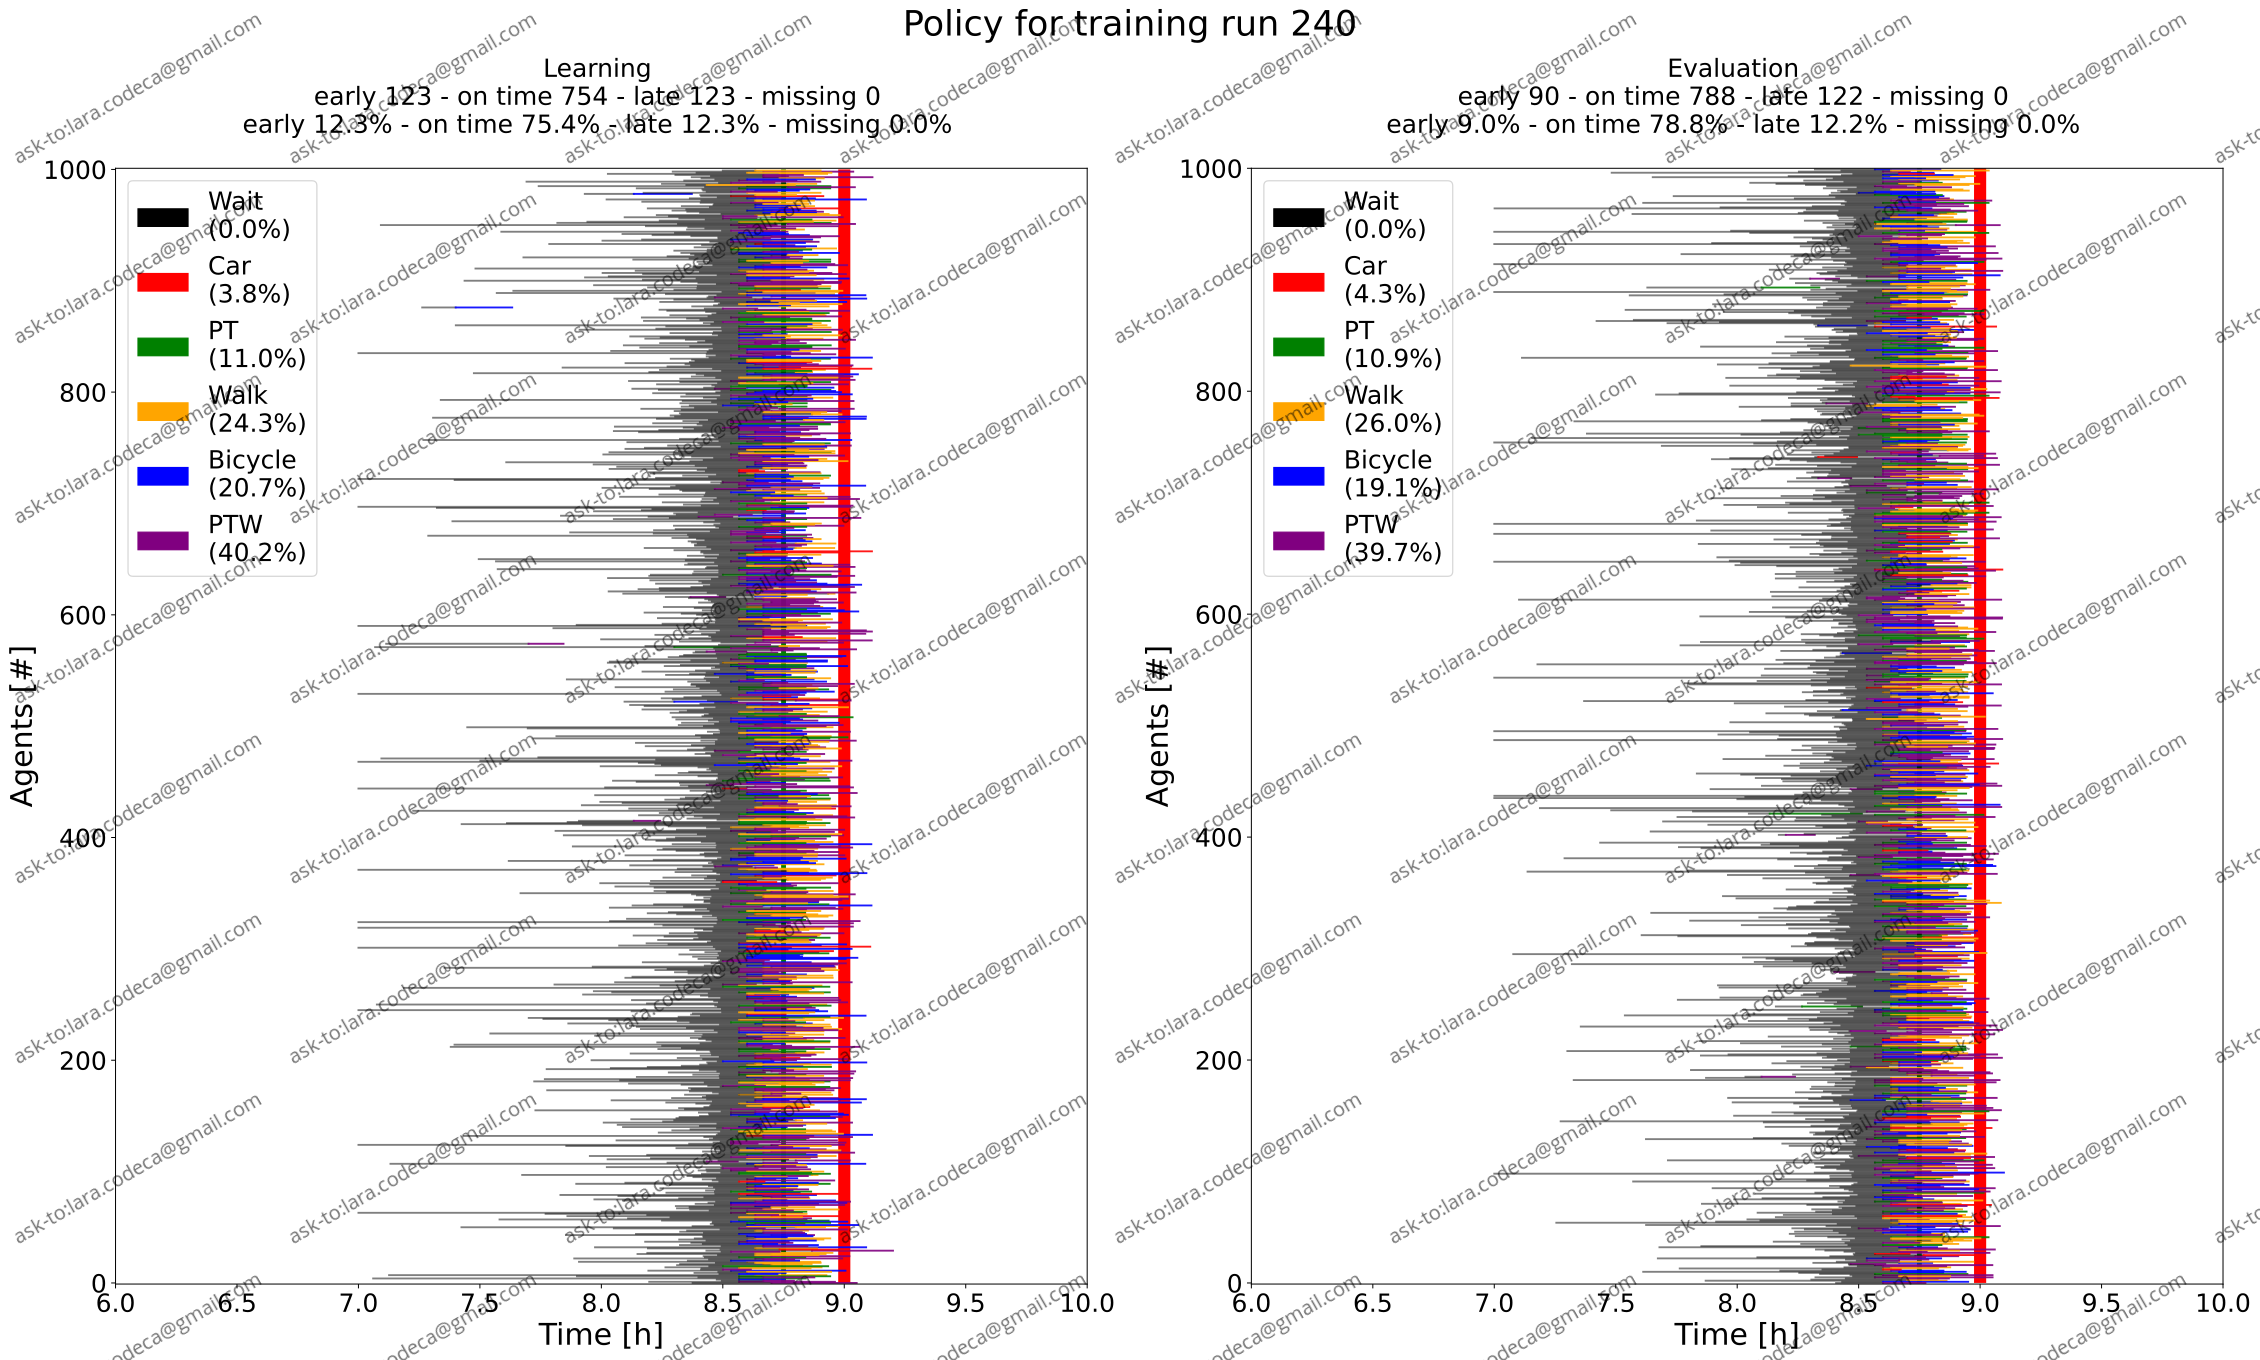 Policy for training run 240
Learning
early 123 - on time 754 - late 123 - missing 0
early 12.3% - on time 75.4% - late 12.3% - missing 0.0%
Wait
(0.0%)
Car
(3.8%)
PT
(11.0%)
Walk
(24.3%)
Bicycle
(20.7%)
PTW
(40.2%)
Agents [#]
1000
800
600
400
200
0
6.0 6.5 7.0 7.5 8.0 8.5 9.0 9.5 10.0
Time [h]
Evaluation
early 90 - on time 788 - late 122 - missing 0
early 9.0% - on time 78.8% - late 12.2% - missing 0.0%
Wait
(0.0%)
Car
(4.3%)
PT
(10.9%)
Walk
(26.0%)
Bicycle
(19.1%)
PTW
(39.7%)
Agents [#]
1000
800
600
400
200
0
6.0 6.5 7.0 7.5 8.0 8.5 9.0 9.5 10.0
Time [h]
ask-to:lara.codeca@gmail.com